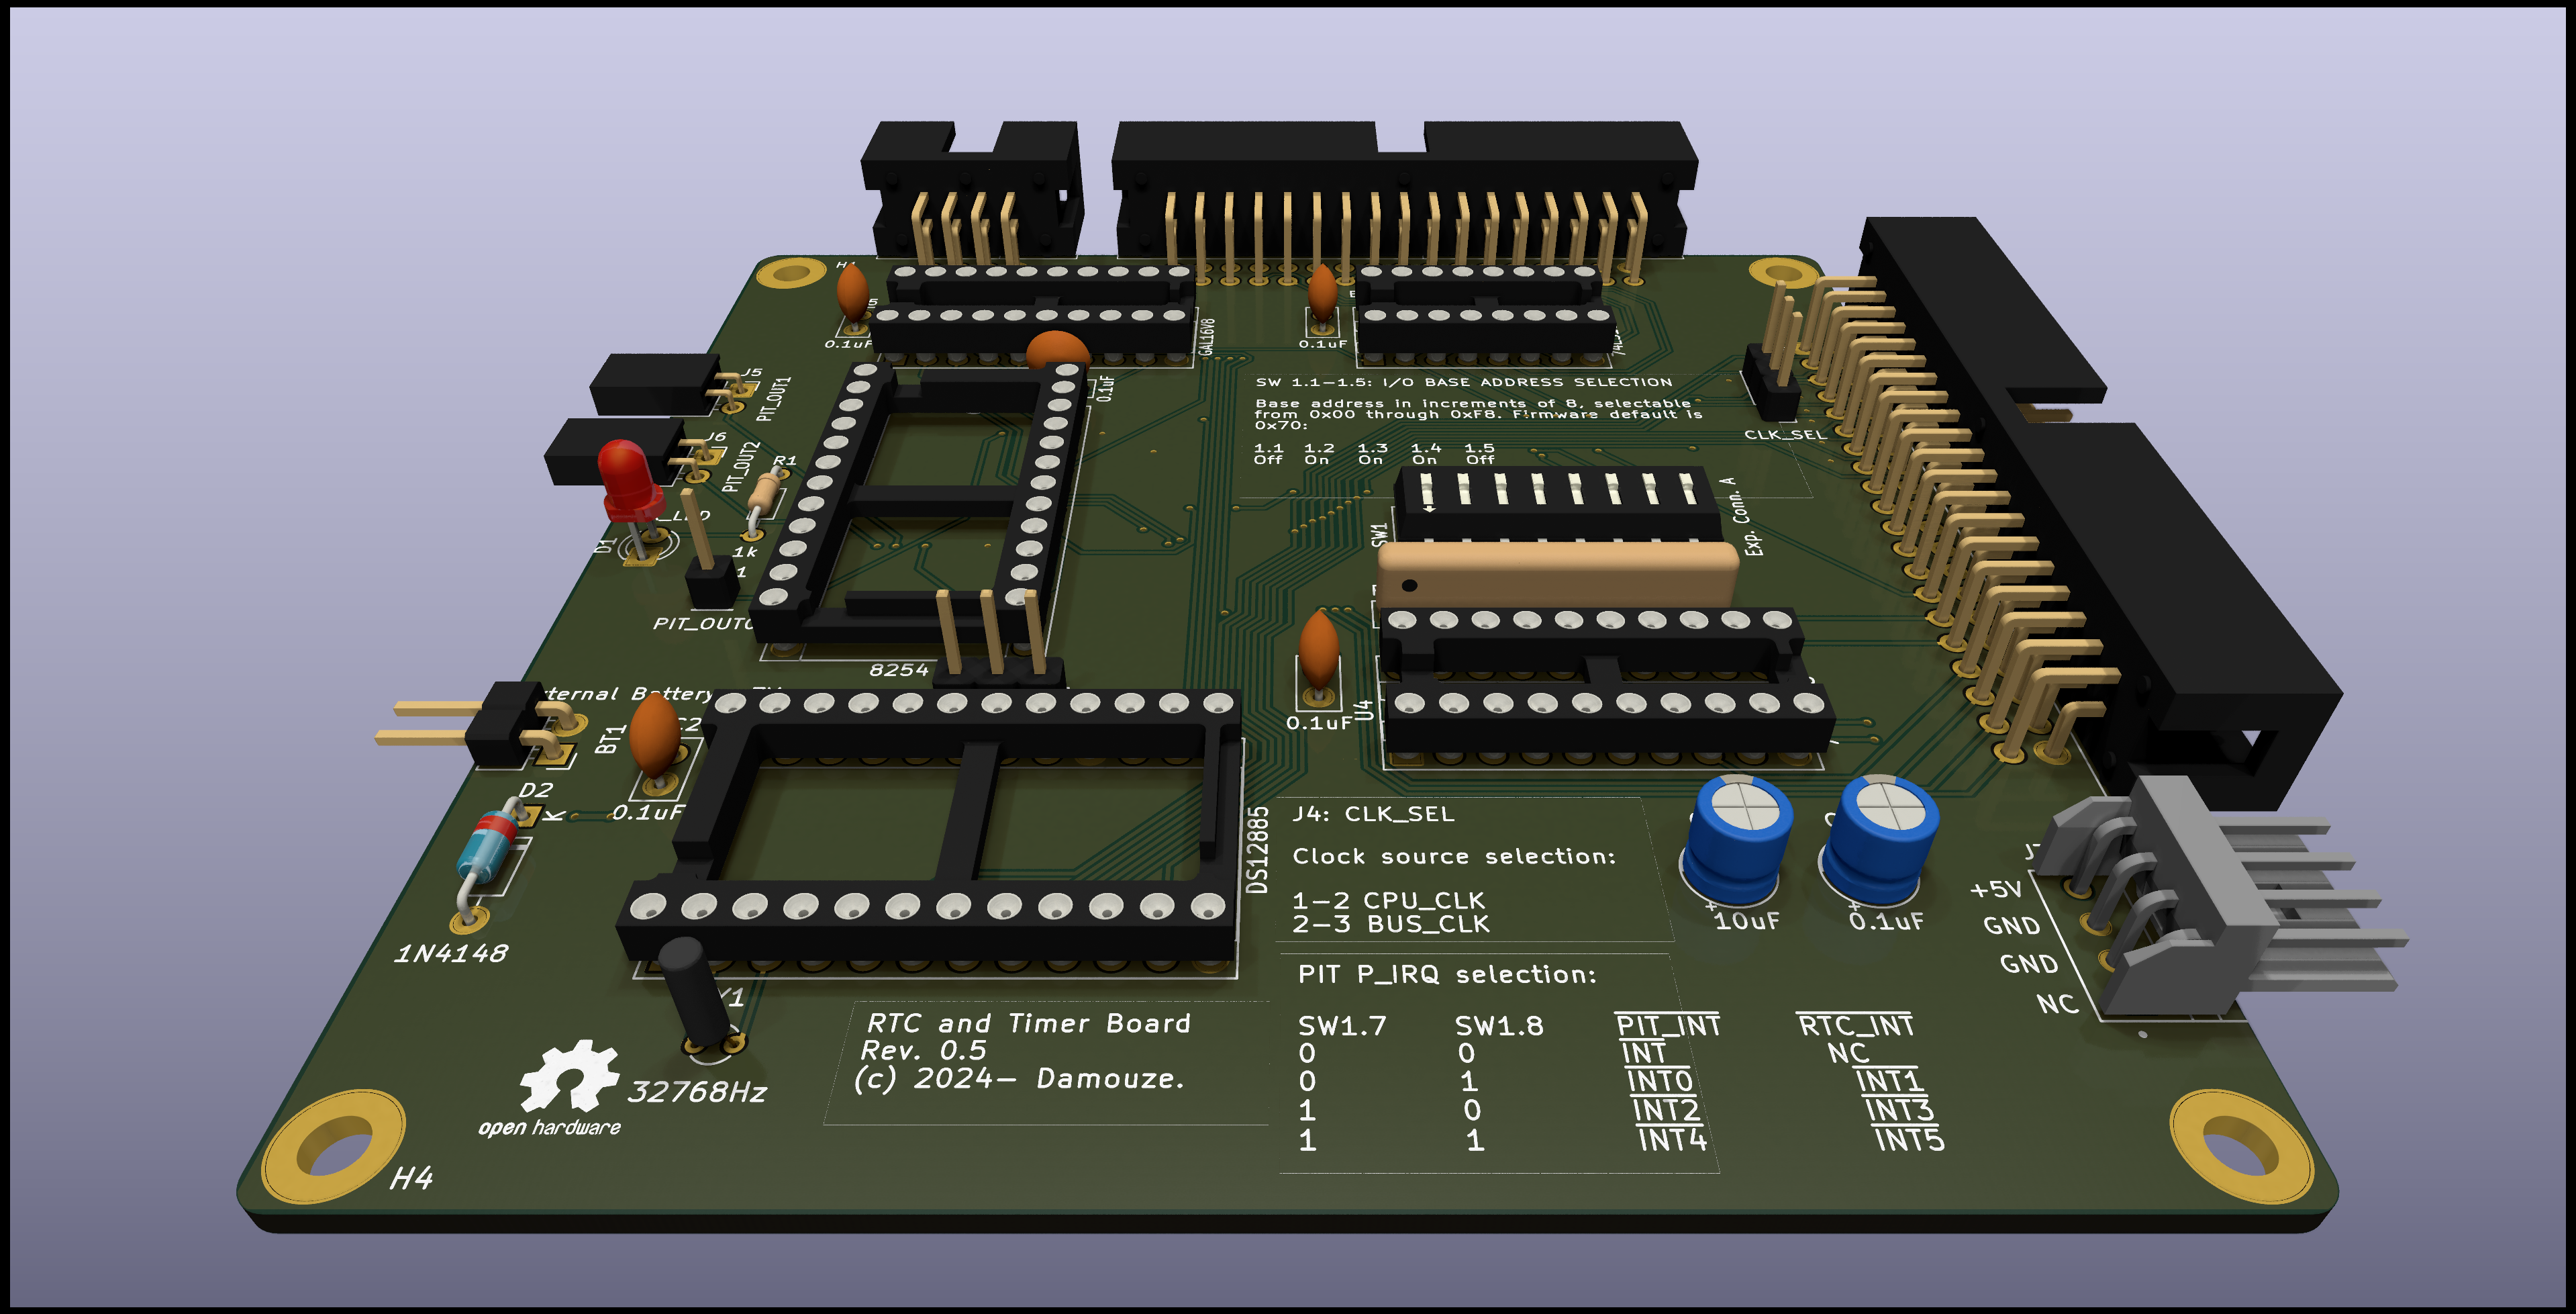 0.1uF
GAL16V8
0.1uF
0.1uF
J5
PIT_OUT1
J6
PIT_OUT2
R1
1k
D1
PIT_OUT0
8254
SW 1.1-1.5: I/O BASE ADDRESS SELECTION
Base address in increments of 8, selectable
from 0x00 through 0xF8. Firmware default is
0x70:
1.1 1.2 1.3 1.4 1.5
Off On On On Off
CLK_SEL
SW1
Exp. Conn. A
U4
0.1uF
BT1
0.1uF
D2
K
1N4148
DS12885
J4: CLK_SEL
Clock source selection:
1-2 CPU_CLK
2-3 BUS_CLK
10uF
0.1uF
+5V
GND
GND
NC
PIT P_IRQ selection:
SW1.7 SW1.8 PIT_INT RTC_INT
0 0 INT NC
0 1 INT0 INT1
1 0 INT2 INT3
1 1 INT4 INT5
RTC and Timer Board
Rev. 0.5
(c) 2024- Damouze.
32768Hz
open hardware
H4